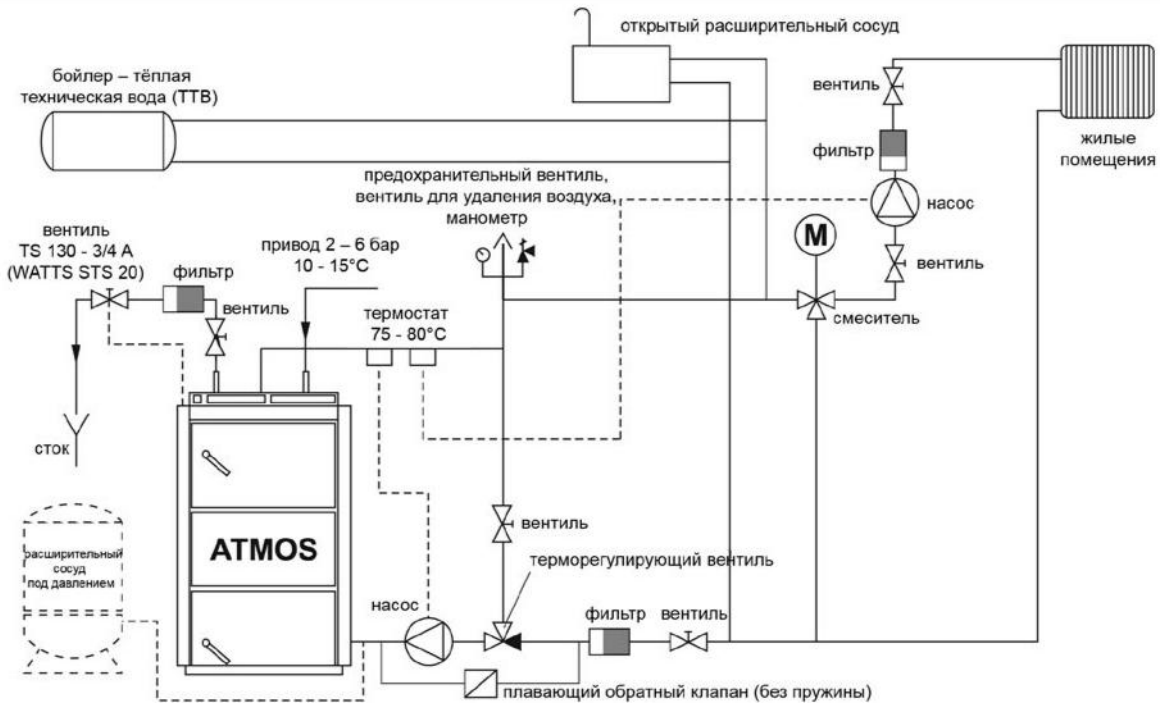 открытый расширительный сосуд
бойлер – тёплая
техническая вода (ТТВ)
вентиль
фильтр
жилые
помещения
насос
предохранительный вентиль,
вентиль для удаления воздуха,
манометр
M
вентиль
смеситель
вентиль
TS 130 - 3/4 A
(WATTS STS 20)
фильтр
вентиль
привод 2 – 6 бар
10 - 15°C
термостат
75 - 80°C
сток
ATMOS
расширительный
сосуд
под давлением
вентиль
терморегулирующий вентиль
насос
фильтр
вентиль
плавающий обратный клапан (без пружины)